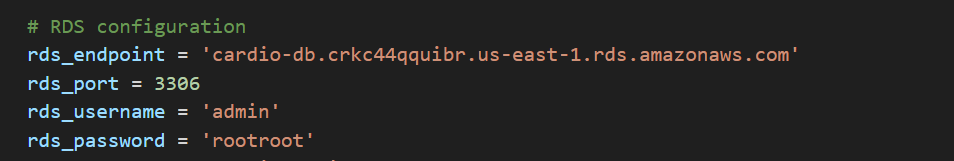 # RDS configuration
rds_endpoint = 'cardio-db.crkc44qquibr.us-east-1.rds.amazonaws.com'
rds_port = 3306
rds_username = 'admin'
rds_password = 'rootroot'